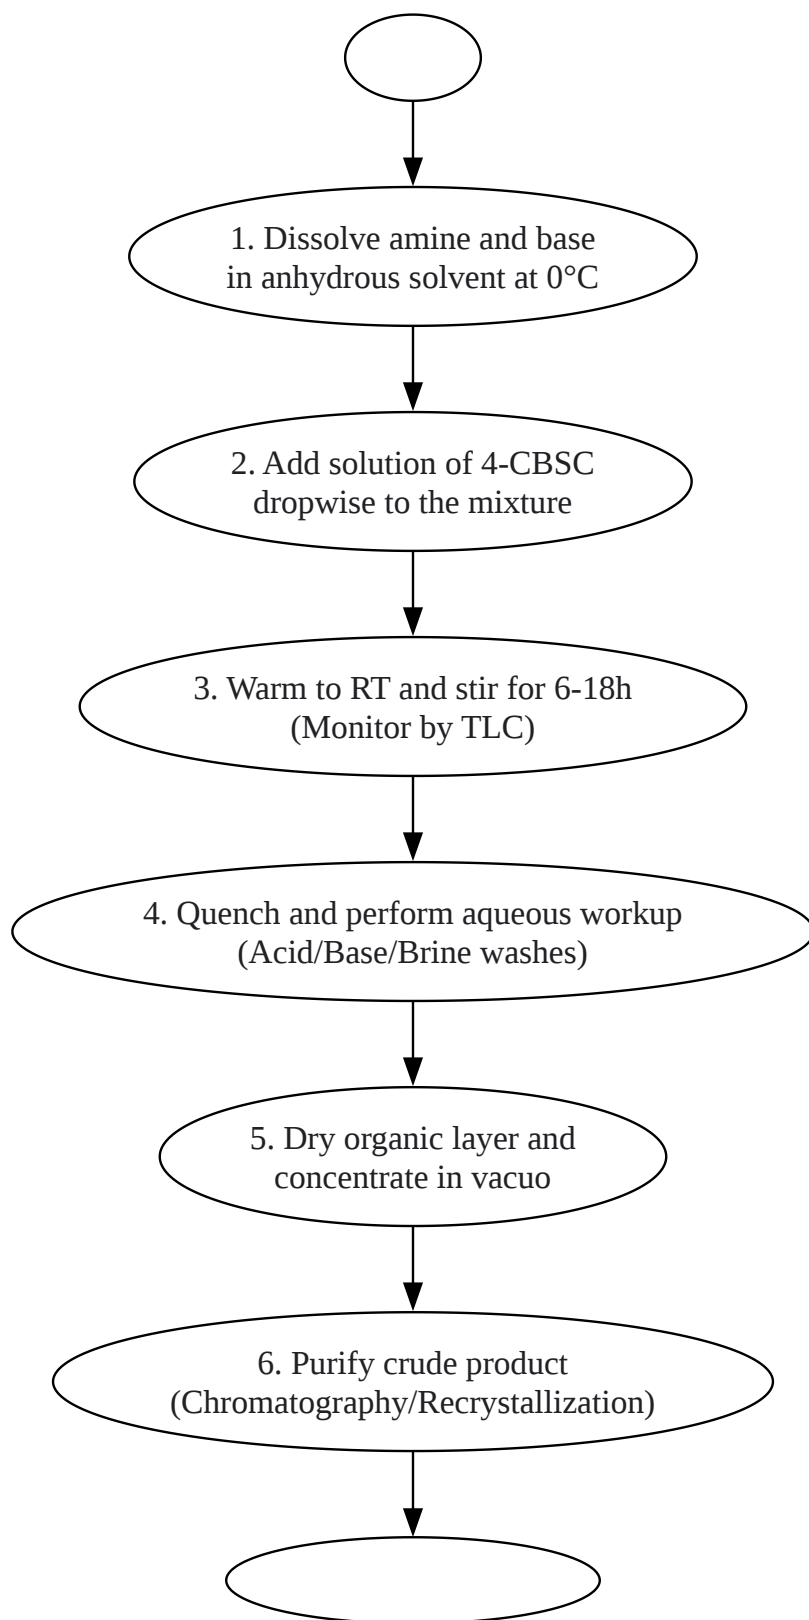 1. Dissolve amine and base
in anhydrous solvent at 0°C
2. Add solution of 4-CBSC
dropwise to the mixture
3. Warm to RT and stir for 6-18h
(Monitor by TLC)
4. Quench and perform aqueous workup
(Acid/Base/Brine washes)
5. Dry organic layer and
concentrate in vacuo
6. Purify crude product
(Chromatography/Recrystallization)